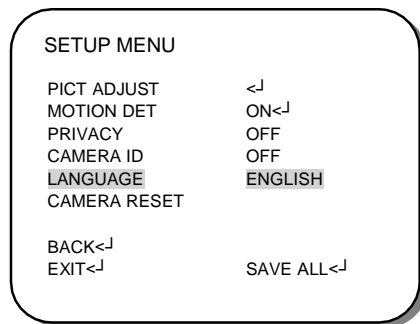 SETUP MENU
PICT ADJUST <┘
MOTION DET ON<┘
PRIVACY OFF
CAMERA ID OFF
LANGUAGE ENGLISH
CAMERA RESET
BACK<┘
EXIT<┘ SAVE ALL<┘